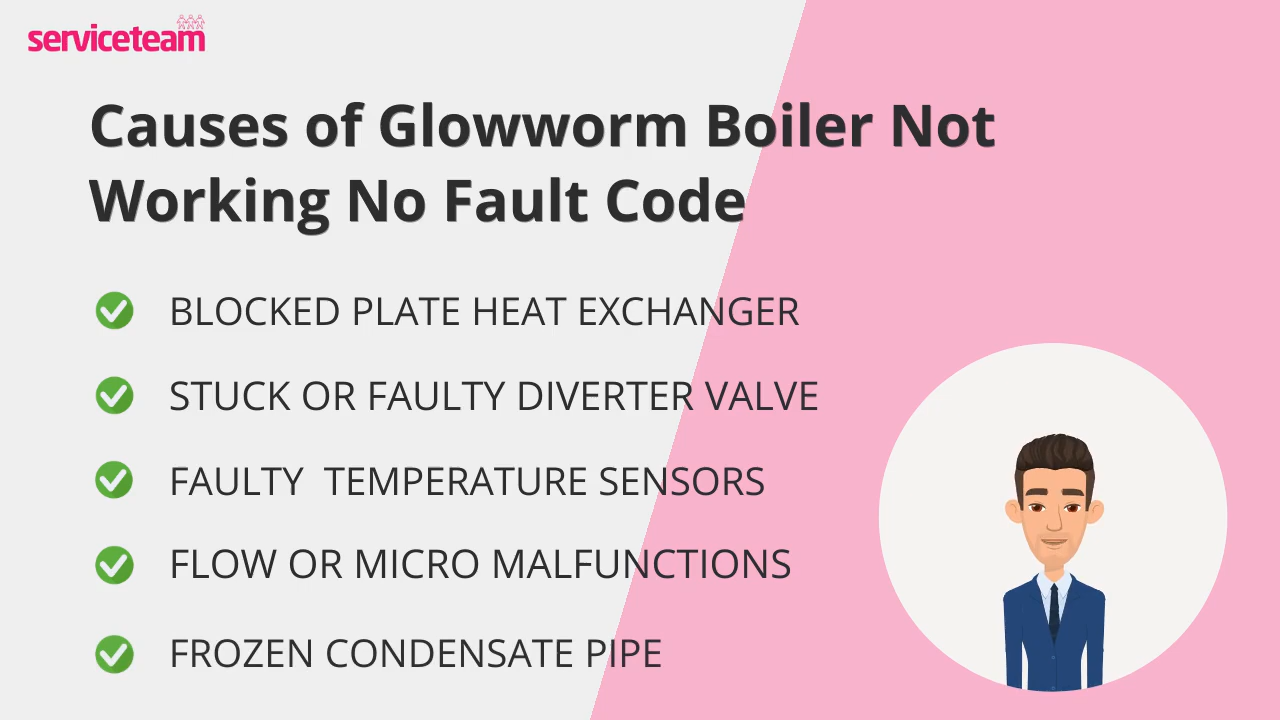 serviceteam
Causes of Glowworm Boiler Not
Working No Fault Code
BLOCKED PLATE HEAT EXCHANGER
STUCK OR FAULTY DIVERTER VALVE
FAULTY  TEMPERATURE SENSORS
FLOW OR MICRO MALFUNCTIONS
FROZEN CONDENSATE PIPE